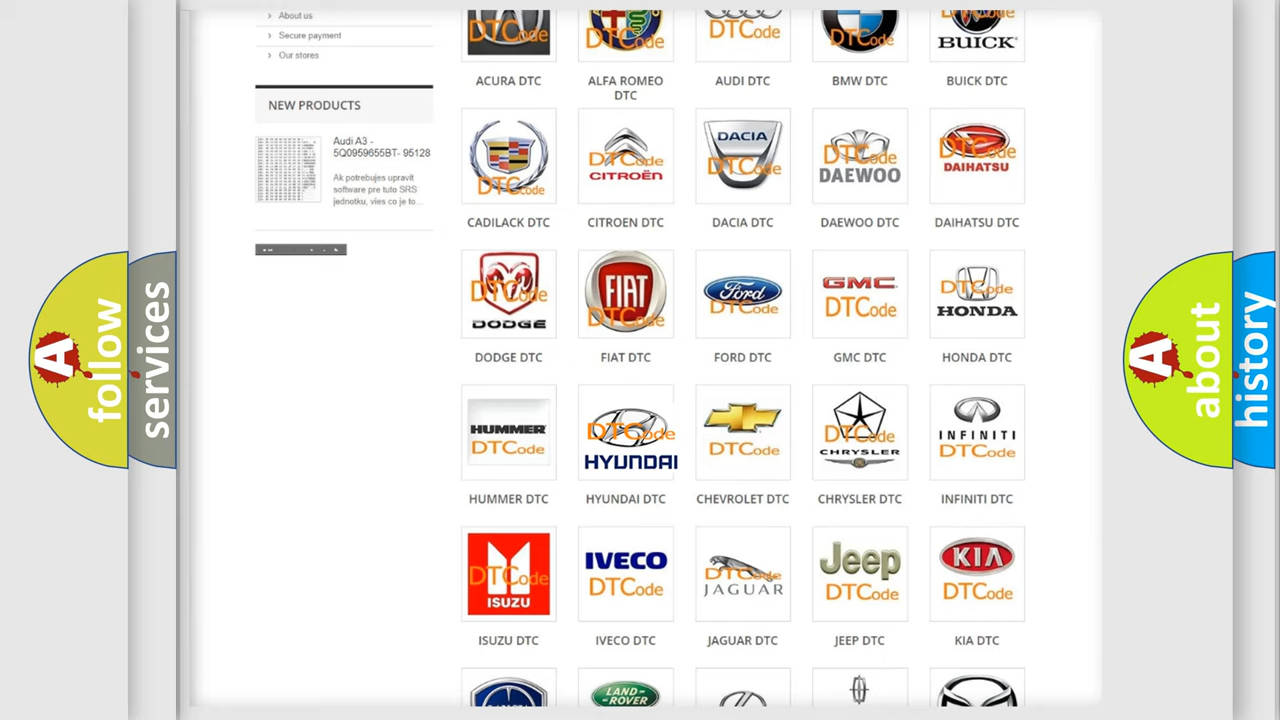 About us
Secure payment
Our stores
NEW PRODUCTS
Audi A3 -
5Q0959655BT- 95128
Ak potrebujes upravit
software pre tuto SRS
jednotku, vies co je to...
DTCode
DTCode
DTCode
DTCode
BUICK
ACURA DTC
ALFA ROMEO
DTC
AUDI DTC
BMW DTC
BUICK DTC
DTCode
DTCode
CITROËN
DACIA
DTCode
DTCode
DAEWOO
DTCode
DAIHATSU
CADILACK DTC
CITROEN DTC
DACIA DTC
DAEWOO DTC
DAIHATSU DTC
DTCode
DODGE
FIAT
DTCode
Ford
DTCode
GMC
DTCode
DTCode
HONDA
DODGE DTC
FIAT DTC
FORD DTC
GMC DTC
HONDA DTC
HUMMER
DTCode
DTCode
HYUNDAI
DTCode
DTCode
CHRYSLER
INFINITI
DTCode
HUMMER DTC
HYUNDAI DTC
CHEVROLET DTC
CHRYSLER DTC
INFINITI DTC
DTCode
ISUZU
IVECO
DTCode
DTCode
JAGUAR
Jeep
DTCode
KIA
DTCode
ISUZU DTC
IVECO DTC
JAGUAR DTC
JEEP DTC
KIA DTC
LAND-
ROVER
A follow
services
A about
history